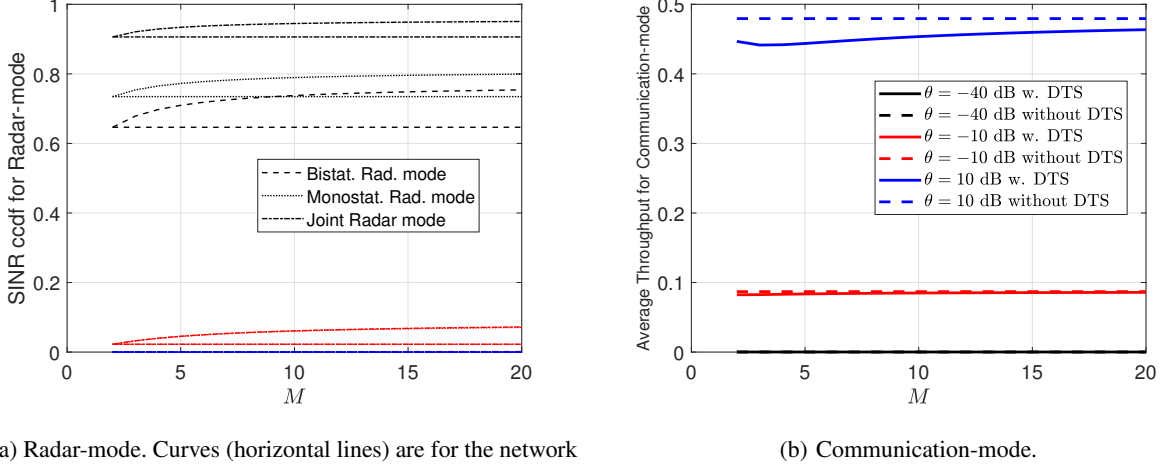 1
0.8
0.6
0.4
0.2
0
0 5 10 15 20
M
SINR ccdf for Radar-mode
Bistat. Rad. mode
Monostat. Rad. mode
Joint Radar mode
0.5
0.4
0.3
0.2
0.1
0
0 5 10 15 20
M
Average Throughput for Communication-mode
θ = −40 dB w. DTS
θ = −40 dB without DTS
θ = −10 dB w. DTS
θ = −10 dB without DTS
θ = 10 dB w. DTS
θ = 10 dB without DTS
a) Radar-mode. Curves (horizontal lines) are for the network
(b) Communication-mode.